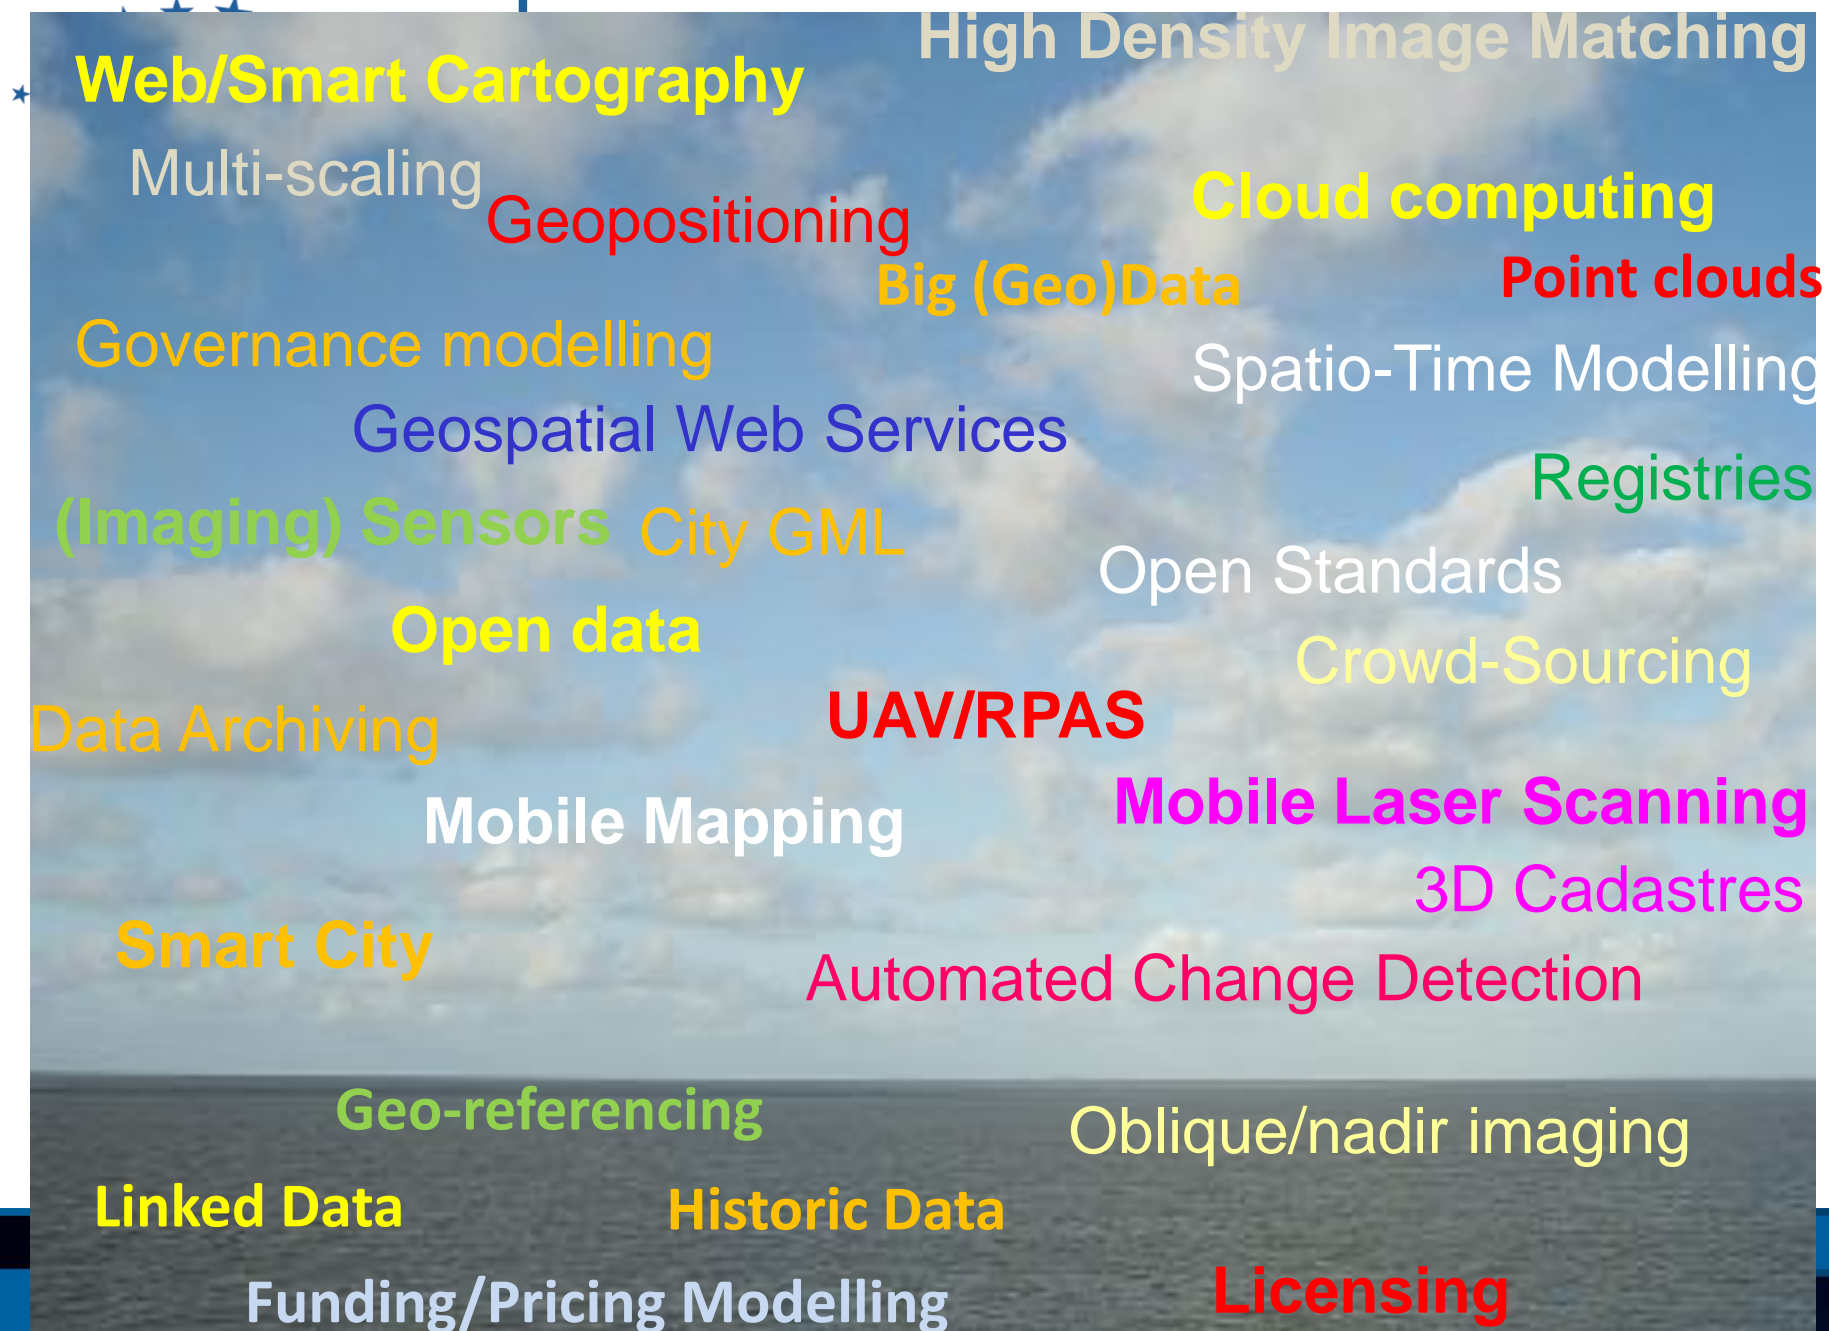 High Density Image Matching
Web/Smart Cartography
Multi-scaling
Cloud computing
Geopositioning
Big (Geo)Data
Point clouds
Governance modelling
Spatio-Time Modelling
Geospatial Web Services
Registries
(Imaging) Sensors
City GML
Open Standards
Open data
Crowd-Sourcing
UAV/RPAS
Data Archiving
Mobile Laser Scanning
Mobile Mapping
3D Cadastres
Smart City
Automated Change Detection
Geo-referencing
Oblique/nadir imaging
Linked Data
Historic Data
Licensing
Funding/Pricing Modelling